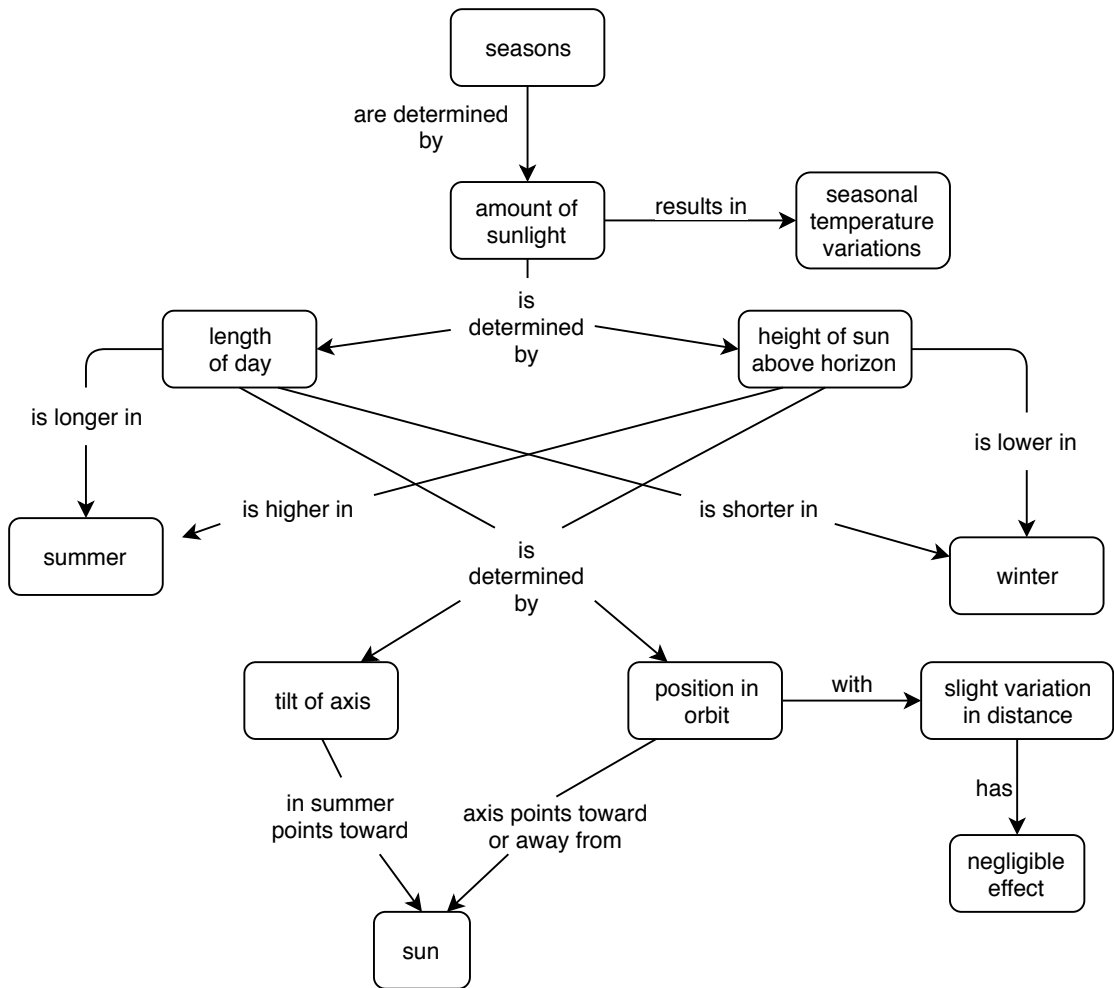 seasons
are determined
by
amount of
sunlight
results in
seasonal
temperature
variations
is
determined
by
length
of day
height of sun
above horizon
is longer in
is lower in
is higher in
is shorter in
summer
is
determined
by
winter
tilt of axis
position in
orbit
with
slight variation
in distance
in summer
points toward
axis points toward
or away from
has
negligible
effect
sun